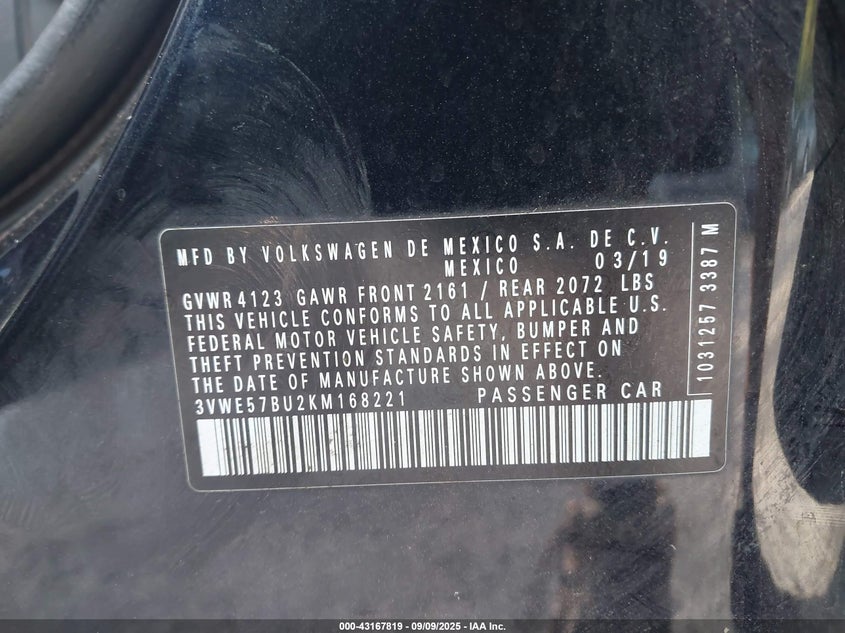 MFD BY VOLKSWAGEN DE MEXICO S.A. DE C.V.
MEXICO 03/19
GVWR 4123 GAWR FRONT 2161 / REAR 2072 LBS
THIS VEHICLE CONFORMS TO ALL APPLICABLE U.S.
FEDERAL MOTOR VEHICLE SAFETY, BUMPER AND
THEFT PREVENTION STANDARDS IN EFFECT ON
THE DATE OF MANUFACTURE SHOWN ABOVE.
3VWE57BU2KM168221 PASSENGER CAR
1031257 3387 M
000-43167819 - 09/09/2025 - IAA Inc.